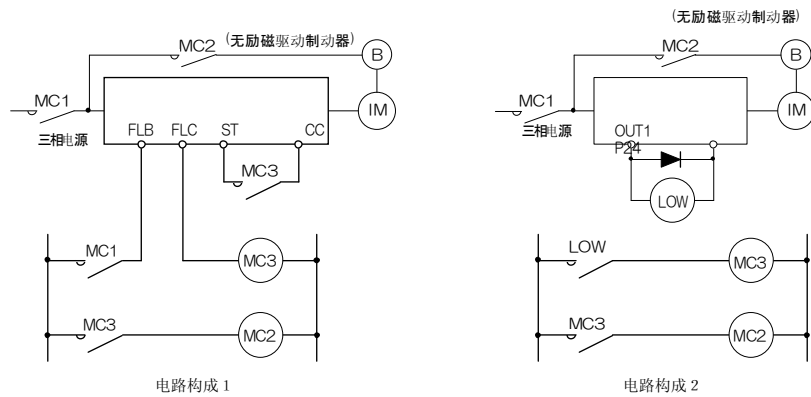 (无励磁驱动制动器)
MC2
B
MC1
IM
三相电源
FLB FLC ST CC
MC3
MC1
MC3
MC3
MC2
电路构成 1
(无励磁驱动制动器)
MC2
B
MC1
IM
三相电源
OUT1
P24
LOW
LOW
MC3
MC3
MC2
电路构成 2